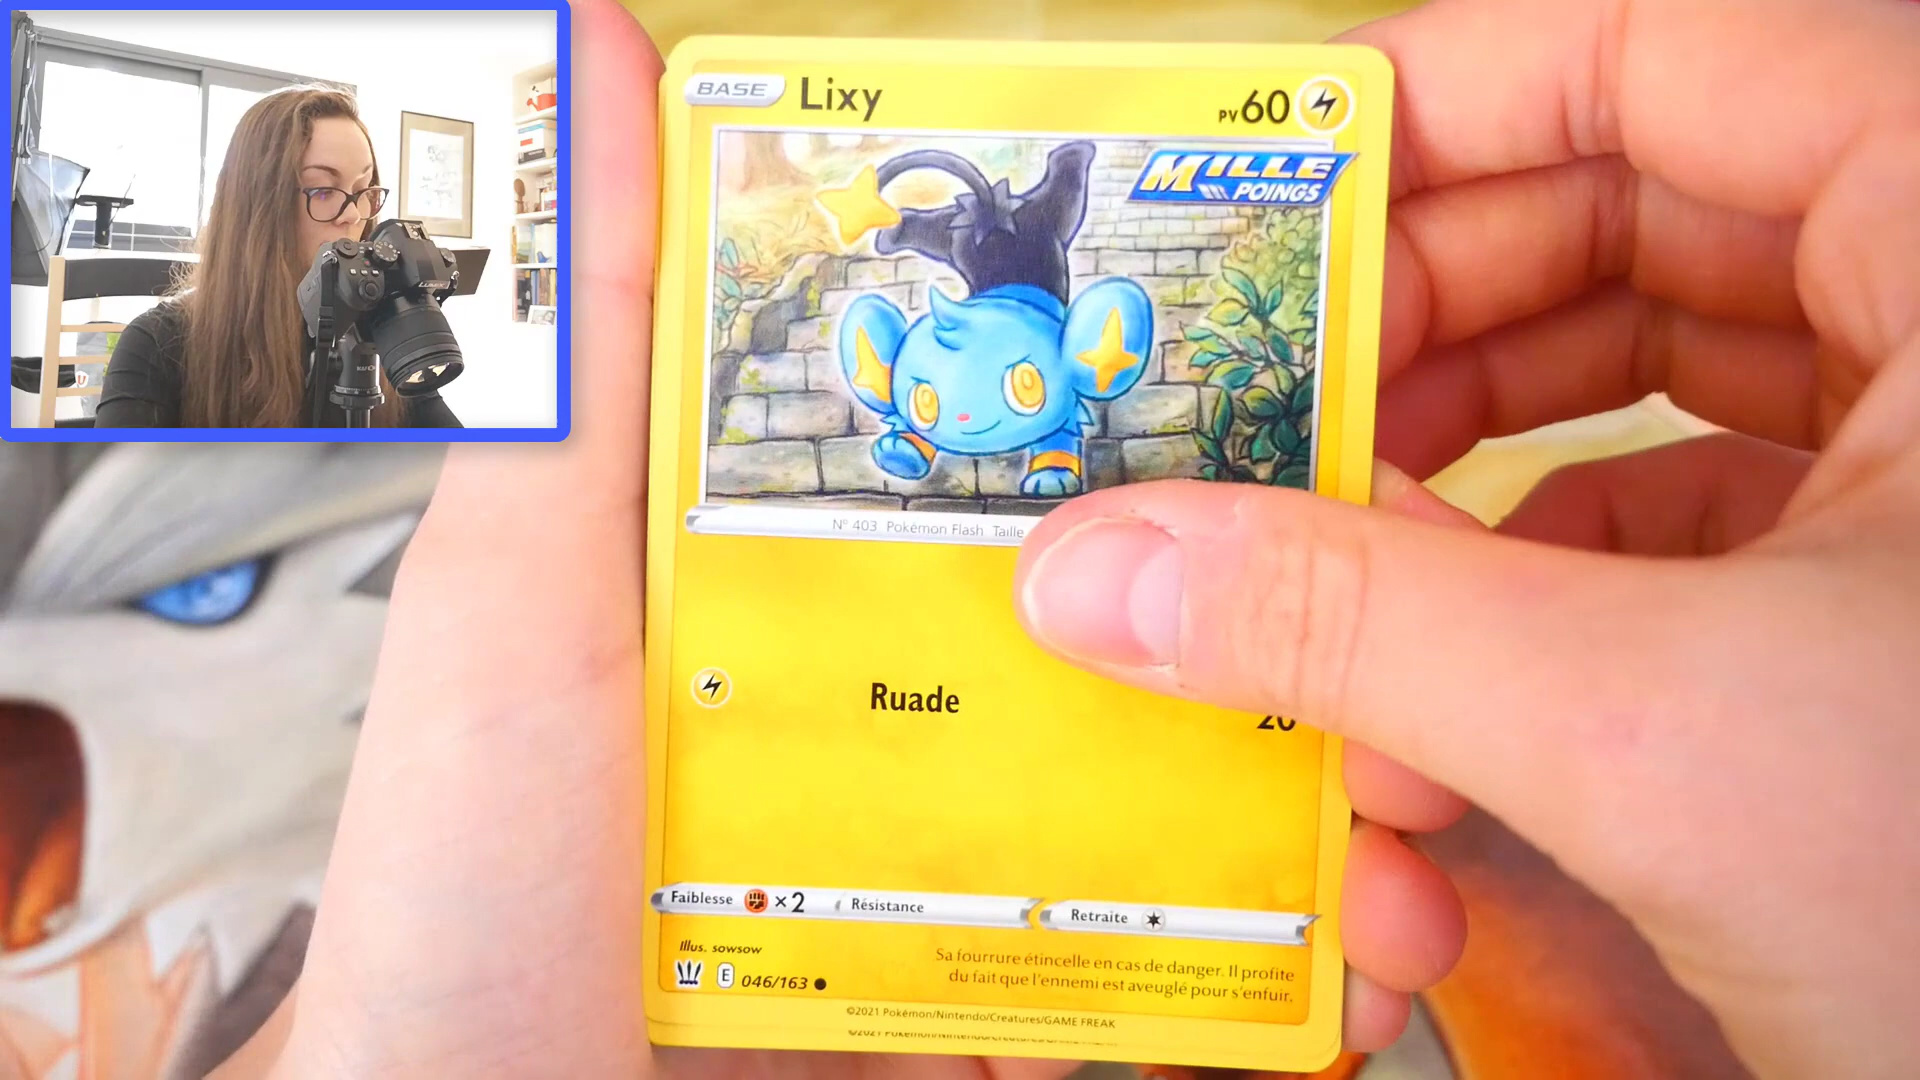 BASE Lixy PV60
MILLE
POINGS
N° 403 Pokémon Flash Taille
Ruade 20
Faiblesse ×2 Résistance Retraite
Illus. sowsow
E 046/163
Sa fourrure étincelle en cas de danger. Il profite
du fait que l'ennemi est aveuglé pour s'enfuir.
©2021 Pokémon/Nintendo/Creatures/GAME FREAK
LUMIX